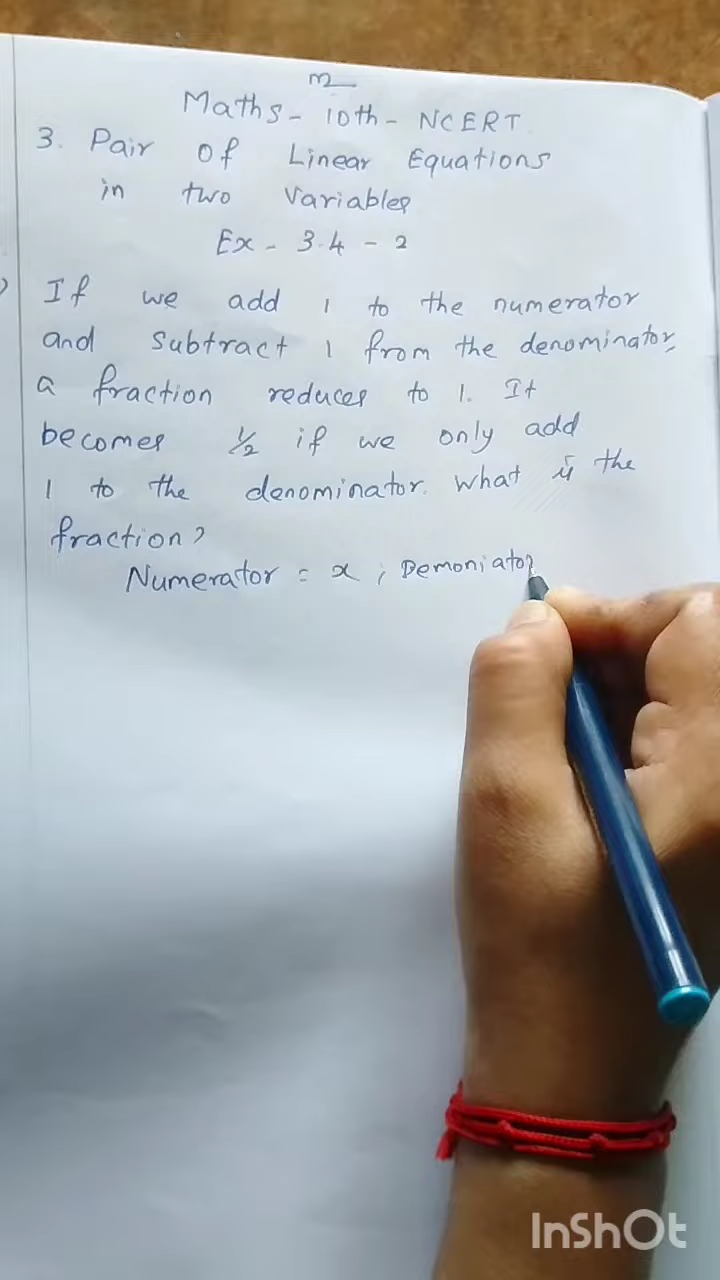 m
Maths - 10th - NCERT
3. Pair of Linear Equations
in two Variables
Ex - 3.4 - 2
If we add 1 to the numerator
and subtract 1 from the denominator,
a fraction reduces to 1. It
becomes 1/2 if we only add
1 to the denominator. What is the
fraction?
Numerator = x ; Demoniator
InShOt